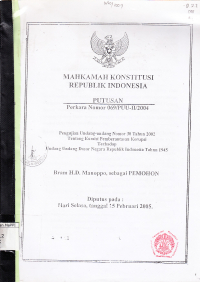 MAHKAMAH KONSTITUSI
REPUBLIK INDONESIA
PUTUSAN
Perkara Nomor 069/PUU-II/2004
Pengujian Undang-undang Nomor 30 Tahun 2002
Tentang Komisi Pemberantasan Korupsi
Terhadap
Undang Undang Dasar Negara Republik Indonesia Tahun 1945
Bram H.D. Manoppo, sebagai PEMOHON
Diputus pada :
Hari Selasa, tanggal 15 Pebruari 2005.